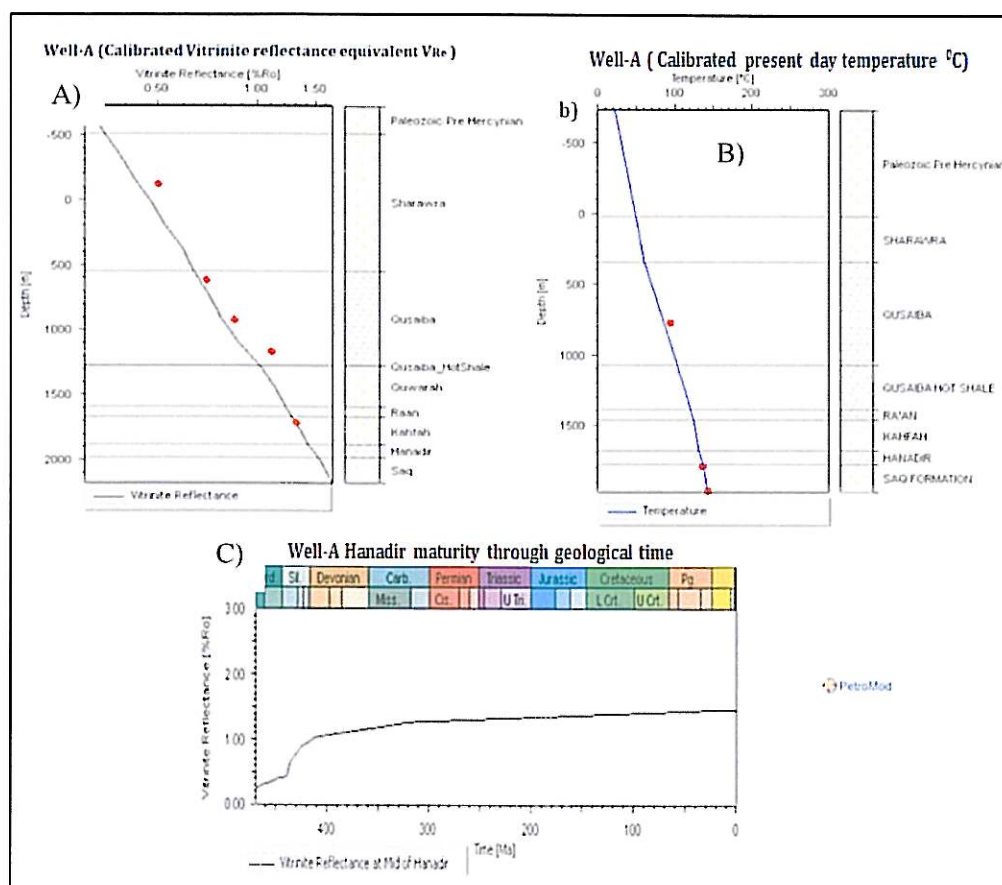 Well-A (Calibrated Vitrinite reflectance equivalent VRe )
Vitrinite Reflectance [%Ro]
A)
0.50 1.00 1.50
-500
0
500
1000
1500
2000
Depth [m]
Paleozoic-Pre Hercynian
Sharawra
Qusaiba
Qusaiba_HotShale
Quwarah
Raan
Kahfah
Hanadir
Saq
Vitrinite Reflectance
Well-A ( Calibrated present day temperature ⁰C)
Temperature [°C]
b)
0 100 200 300
B)
-500
0
500
1000
1500
Depth [m]
Paleozoic Pre Hercynian
SHARAWRA
QUSAIBA
QUSAIBA HOT SHALE
RA'AN
KAHFAH
HANADIR
SAQ FORMATION
Temperature
C)
Well-A Hanadir maturity through geological time
rd. Sil. Devonian Carb. Permian Triassic Jurassic Cretaceous Pg.
Miss. Cis. U Tri. L Crt. U Crt.
3.00
2.00
1.00
0.00
Vitrinite Reflectance [%Ro]
400 300 200 100 0
Time [Ma]
Vitrinite Reflectance at Mid of Hanadir
PetroMod